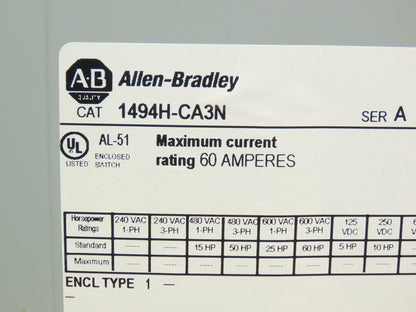 A-B
QUALITY
Allen-Bradley
CAT 1494H-CA3N SER A
UL LISTED
AL-51
ENCLOSED SWITCH
Maximum current
rating 60 AMPERES
Horsepower Ratings 240 VAC 1-PH 240 VAC 3-PH 480 VAC 1-PH 480 VAC 3-PH 600 VAC 1-PH 600 VAC 3-PH 125 VDC 250 VDC
Standard ----- ----- 15 HP 50 HP 25 HP 60 HP 5 HP 10 HP
Maximum ----- ----- ----- ----- ----- ----- ----- -----
ENCL TYPE 1 –
–